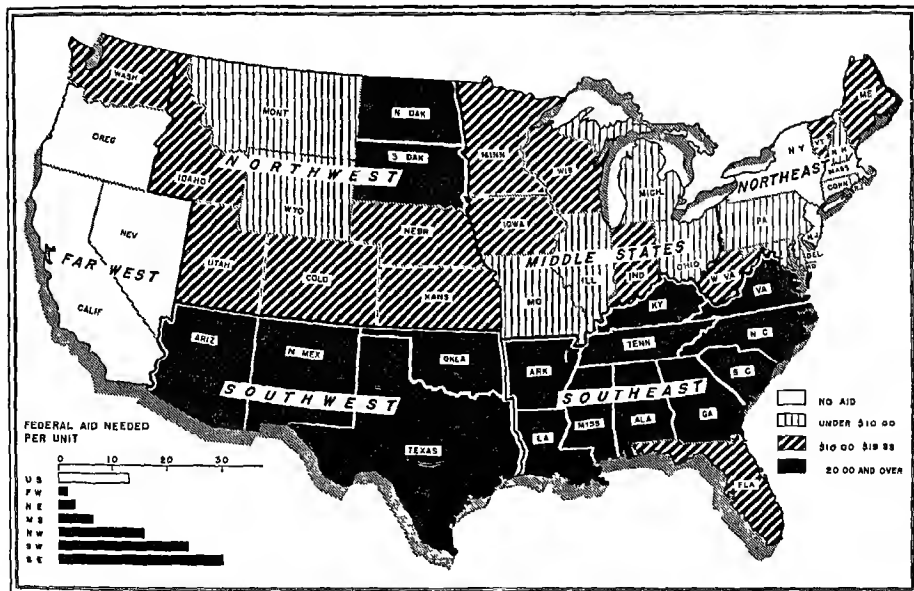 WASH
MONT
N DAK
MINN
ME
OREG
S DAK
WIS
N Y
VT
N H
MASS
CONN
NORTHWEST
NORTHEAST
IDAHO
WYO
IOWA
MICH
PA
NEBR
NEV
UTAH
COLO
KANS
MIDDLE STATES
MO
ILL
IND
OHIO
W VA
DEL
FAR WEST
CALIF
KY
VA
ARIZ
N MEX
OKLA
TENN
N C
ARK
S C
SOUTHWEST
SOUTHEAST
TEXAS
LA
MISS
ALA
GA
FLA
NO AID
UNDER $10 00
$10 00 $19 99
20 00 AND OVER
FEDERAL AID NEEDED
PER UNIT
0 10 20 30
U S
F W
N E
M S
N W
S W
S E